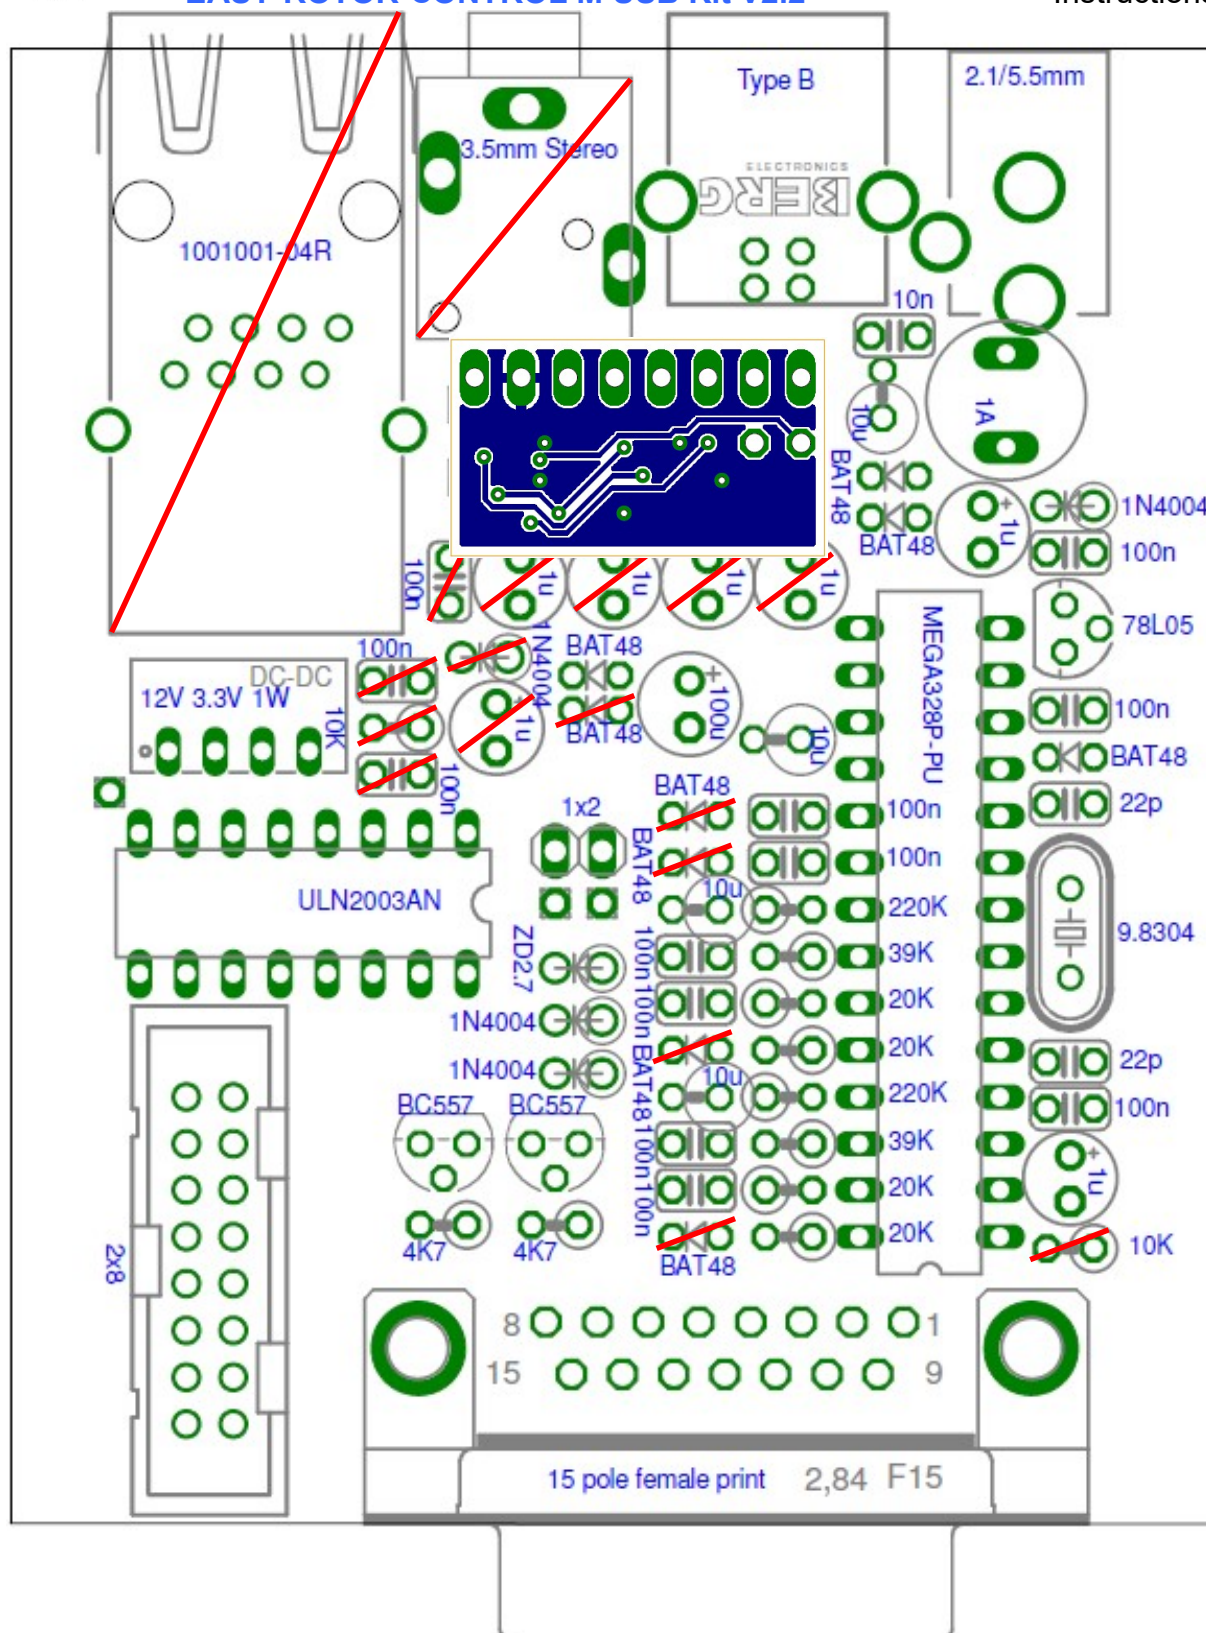 Type B
2.1/5.5mm
3.5mm Stereo
ELECTRONICS
BERG
1001001-04R
10n
1A
10u
BAT48
BAT48
1u
1N4004
100n
100n
1u
1u
1u
1u
MEGA328P-PU
78L05
100n
1N4004
BAT48
DC-DC
12V 3.3V 1W
10K
1u
BAT48
100u
10u
100n
BAT48
100n
BAT48
1x2
100n
22p
BAT48
100n
ULN2003AN
10u
220K
ZD2.7
100n
39K
9.8304
100n
20K
1N4004
BAT48
20K
1N4004
10u
220K
22p
BC557
BC557
100n
39K
100n
100n
20K
1u
4K7
4K7
BAT48
20K
10K
2x8
8
1
15
9
15 pole female print
2,84 F15